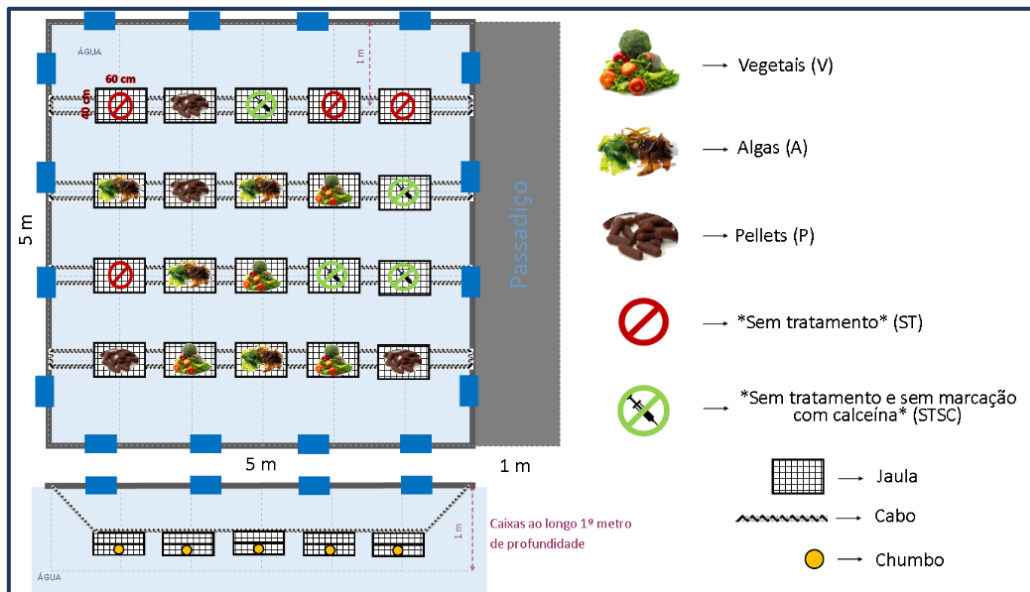 ÁGUA
1 m
60 cm
40 cm
5 m
Passadiço
5 m
1 m
1 m
Caixas ao longo 1º metro
de profundidade
ÁGUA
Vegetais (V)
Algas (A)
Pellets (P)
*Sem tratamento* (ST)
*Sem tratamento e sem marcação
com calceína* (STSC)
Jaula
Cabo
Chumbo